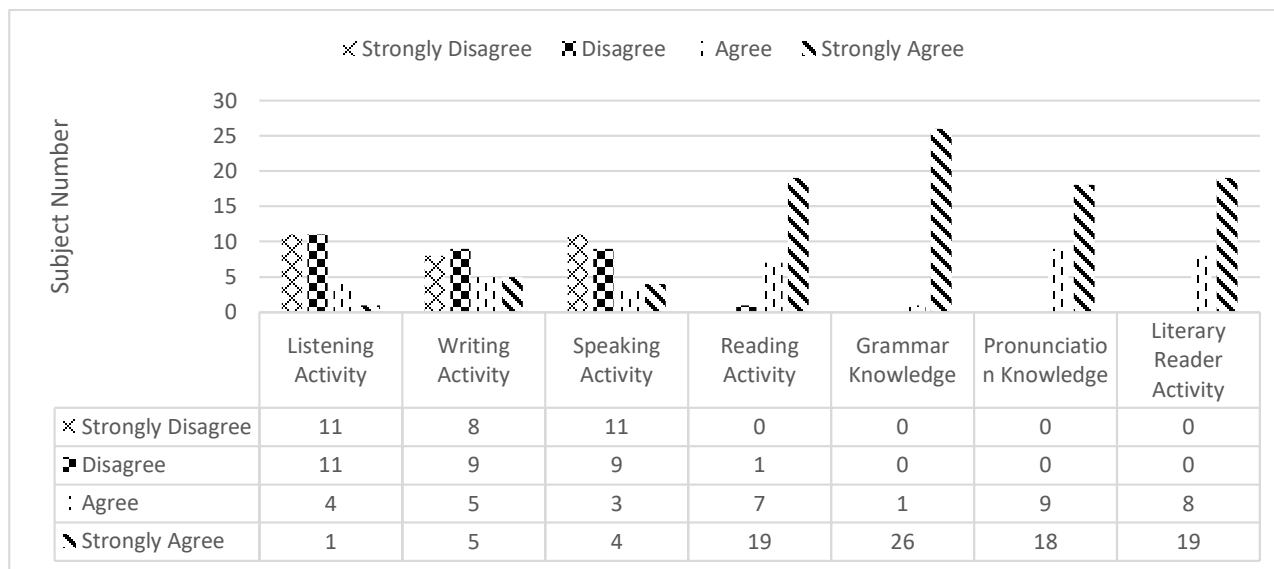 Strongly Disagree Disagree Agree Strongly Agree
Subject Number
30
25
20
15
10
5
0
Listening Activity
Writing Activity
Speaking Activity
Reading Activity
Grammar Knowledge
Pronunciatio
n Knowledge
Literary Reader Activity
Strongly Disagree 11 8 11 0 0 0 0
Disagree 11 9 9 1 0 0 0
Agree 4 5 3 7 1 9 8
Strongly Agree 1 5 4 19 26 18 19